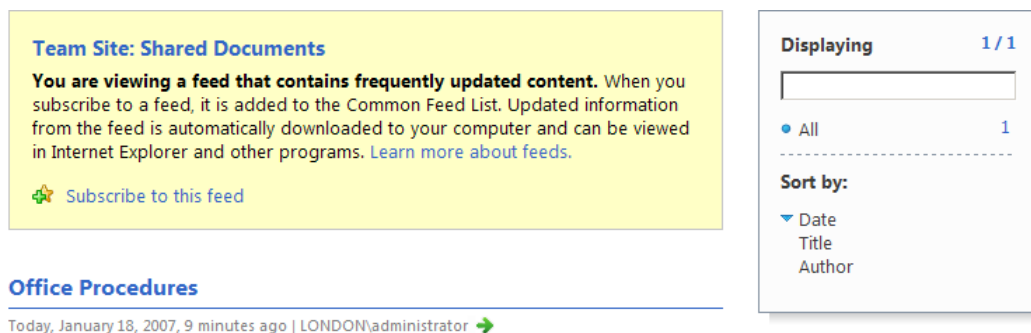 Team Site: Shared Documents
You are viewing a feed that contains frequently updated content. When you
subscribe to a feed, it is added to the Common Feed List. Updated information
from the feed is automatically downloaded to your computer and can be viewed
in Internet Explorer and other programs. Learn more about feeds.
Subscribe to this feed
Office Procedures
Today, January 18, 2007, 9 minutes ago | LONDON\administrator
Displaying 1 / 1
All 1
Sort by:
Date
Title
Author